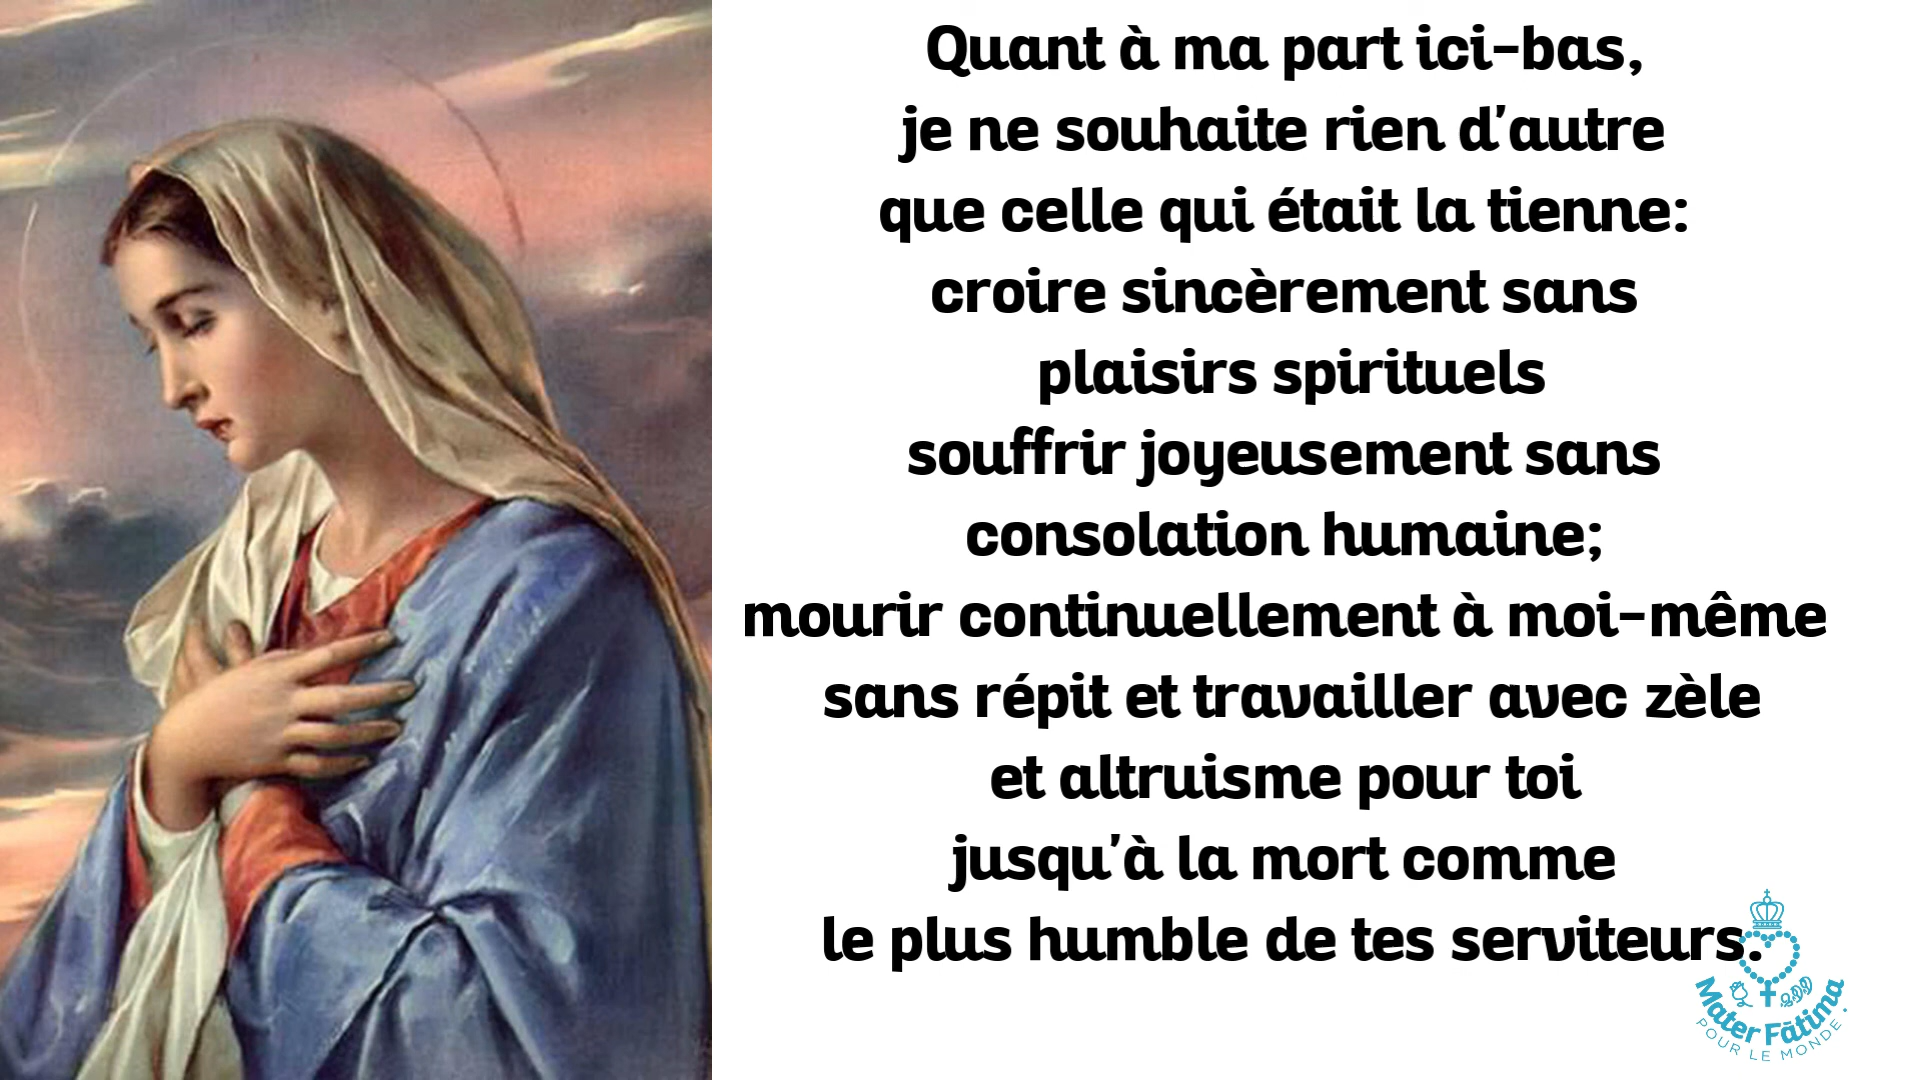 Quant à ma part ici-bas,
je ne souhaite rien d'autre
que celle qui était la tienne:
croire sincèrement sans
plaisirs spirituels
souffrir joyeusement sans
consolation humaine;
mourir continuellement à moi-même
sans répit et travailler avec zèle
et altruisme pour toi
jusqu'à la mort comme
le plus humble de tes serviteurs.
Mater Fātima
POUR LE MONDE.